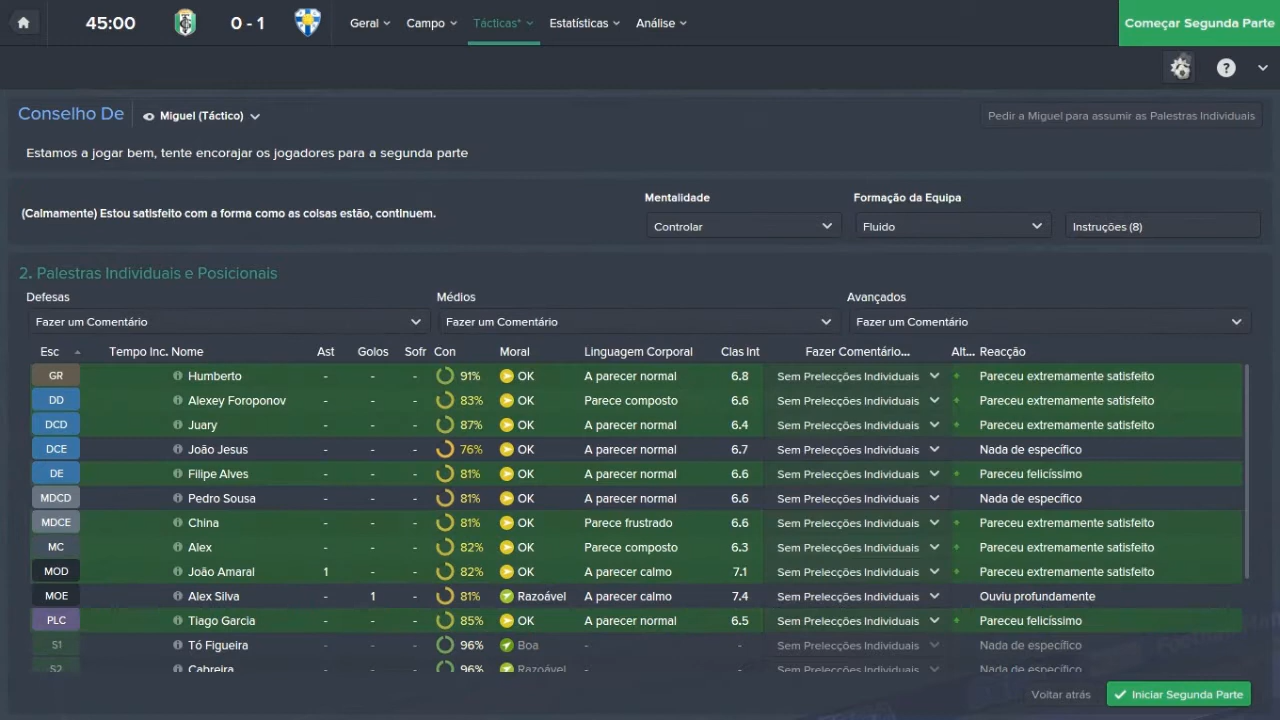 45:00 0 - 1 Geral Campo Tácticas* Estatísticas Análise Começar Segunda Parte
?
Conselho De Miguel (Táctico) Pedir a Miguel para assumir as Palestras Individuais
Estamos a jogar bem, tente encorajar os jogadores para a segunda parte
Mentalidade Formação da Equipa
(Calmamente) Estou satisfeito com a forma como as coisas estão, continuem.
Controlar Fluido Instruções (8)
2. Palestras Individuais e Posicionais
Defesas Médios Avançados
Fazer um Comentário Fazer um Comentário Fazer um Comentário
Esc Tempo Inc. Nome Ast Golos Sofr Con Moral Linguagem Corporal Clas Int Fazer Comentário... Alt... Reacção
GR Humberto - - - 91% OK A parecer normal 6.8 Sem Prelecções Individuais Pareceu extremamente satisfeito
DD Alexey Foroponov - - - 83% OK Parece composto 6.6 Sem Prelecções Individuais Pareceu extremamente satisfeito
DCD Juary - - - 87% OK A parecer normal 6.4 Sem Prelecções Individuais Pareceu extremamente satisfeito
DCE João Jesus - - - 76% OK A parecer normal 6.7 Sem Prelecções Individuais Nada de específico
DE Filipe Alves - - - 81% OK A parecer normal 6.6 Sem Prelecções Individuais Pareceu felicíssimo
MDCD Pedro Sousa - - - 81% OK A parecer normal 6.6 Sem Prelecções Individuais Nada de específico
MDCE China - - - 81% OK Parece frustrado 6.6 Sem Prelecções Individuais Pareceu extremamente satisfeito
MC Alex - - - 82% OK Parece composto 6.3 Sem Prelecções Individuais Pareceu extremamente satisfeito
MOD João Amaral 1 - - 82% OK A parecer calmo 7.1 Sem Prelecções Individuais Pareceu extremamente satisfeito
MOE Alex Silva - 1 - 81% Razoável A parecer calmo 7.4 Sem Prelecções Individuais Ouviu profundamente
PLC Tiago Garcia - - - 85% OK A parecer normal 6.5 Sem Prelecções Individuais Pareceu felicíssimo
S1 Tó Figueira - - - 96% Boa - - Sem Prelecções Individuais Nada de específico
S2 Cabreira - - - 96% Razoável - - Sem Prelecções Individuais Nada de específico
Voltar atrás Iniciar Segunda Parte